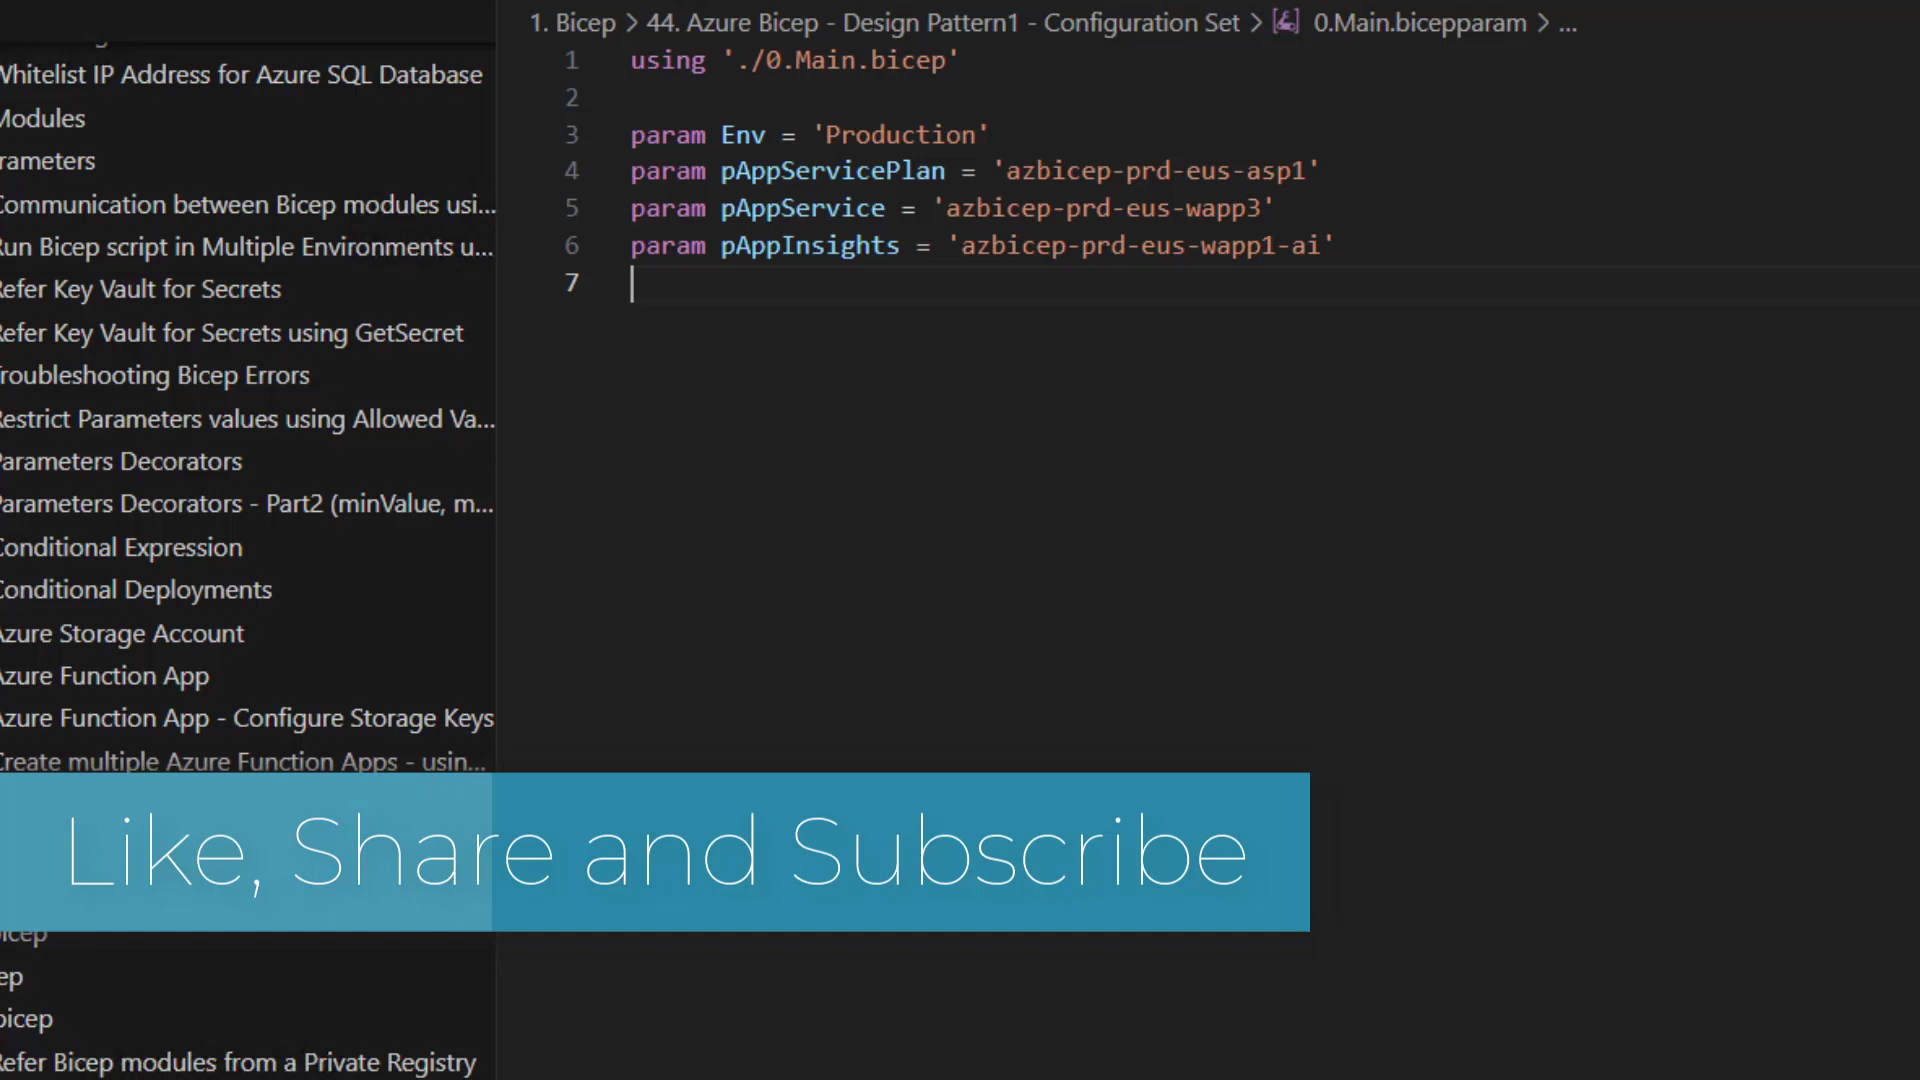 1. Bicep > 44. Azure Bicep - Design Pattern1 - Configuration Set > 0.Main.bicepparam > ...
Whitelist IP Address for Azure SQL Database
Modules
rameters
Communication between Bicep modules usi...
Run Bicep script in Multiple Environments u...
Refer Key Vault for Secrets
Refer Key Vault for Secrets using GetSecret
Troubleshooting Bicep Errors
Restrict Parameters values using Allowed Va...
Parameters Decorators
Parameters Decorators - Part2 (minValue, m...
Conditional Expression
Conditional Deployments
Azure Storage Account
Azure Function App
Azure Function App - Configure Storage Keys
Create multiple Azure Function Apps - usin...
bicep
ep
bicep
Refer Bicep modules from a Private Registry
1 using './0.Main.bicep'
2
3 param Env = 'Production'
4 param pAppServicePlan = 'azbicep-prd-eus-asp1'
5 param pAppService = 'azbicep-prd-eus-wapp3'
6 param pAppInsights = 'azbicep-prd-eus-wapp1-ai'
7
Like, Share and Subscribe